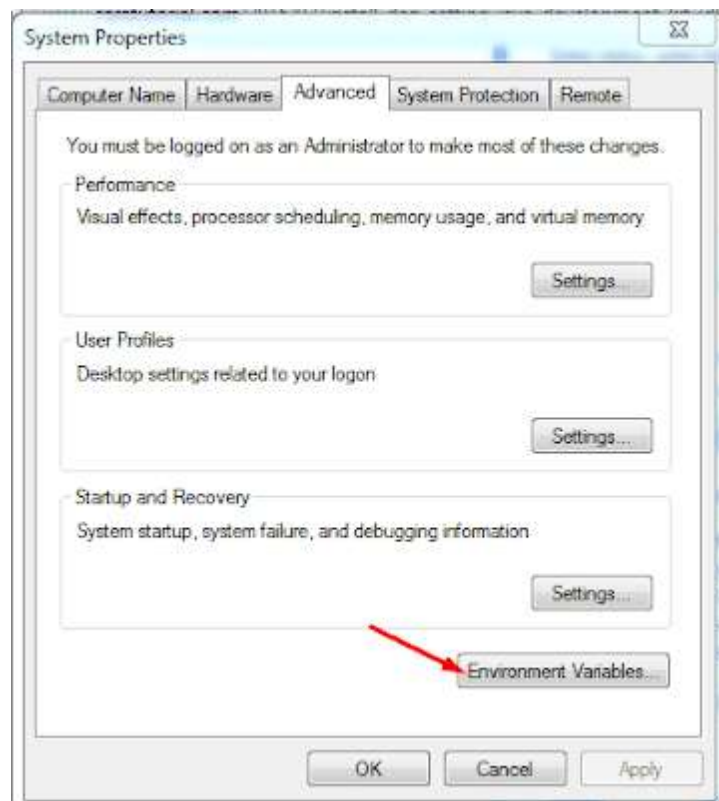 System Properties
Computer Name Hardware Advanced System Protection Remote
You must be logged on as an Administrator to make most of these changes.
Performance
Visual effects, processor scheduling, memory usage, and virtual memory
Settings...
User Profiles
Desktop settings related to your logon
Settings...
Startup and Recovery
System startup, system failure, and debugging information
Settings...
Environment Variables...
OK Cancel Apply